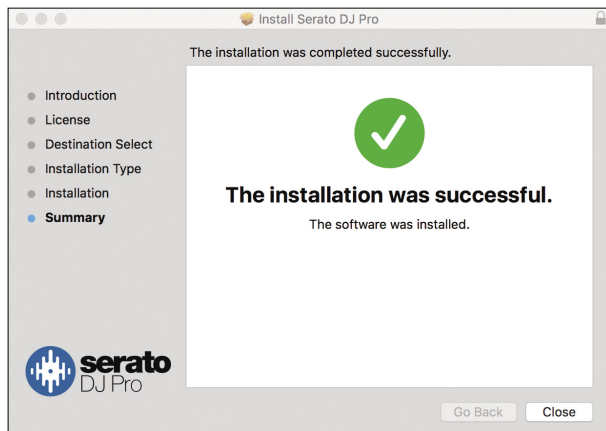 Install Serato DJ Pro
The installation was completed successfully.
Introduction
License
Destination Select
Installation Type
Installation
Summary
The installation was successful.
The software was installed.
serato
DJ Pro
Go Back
Close